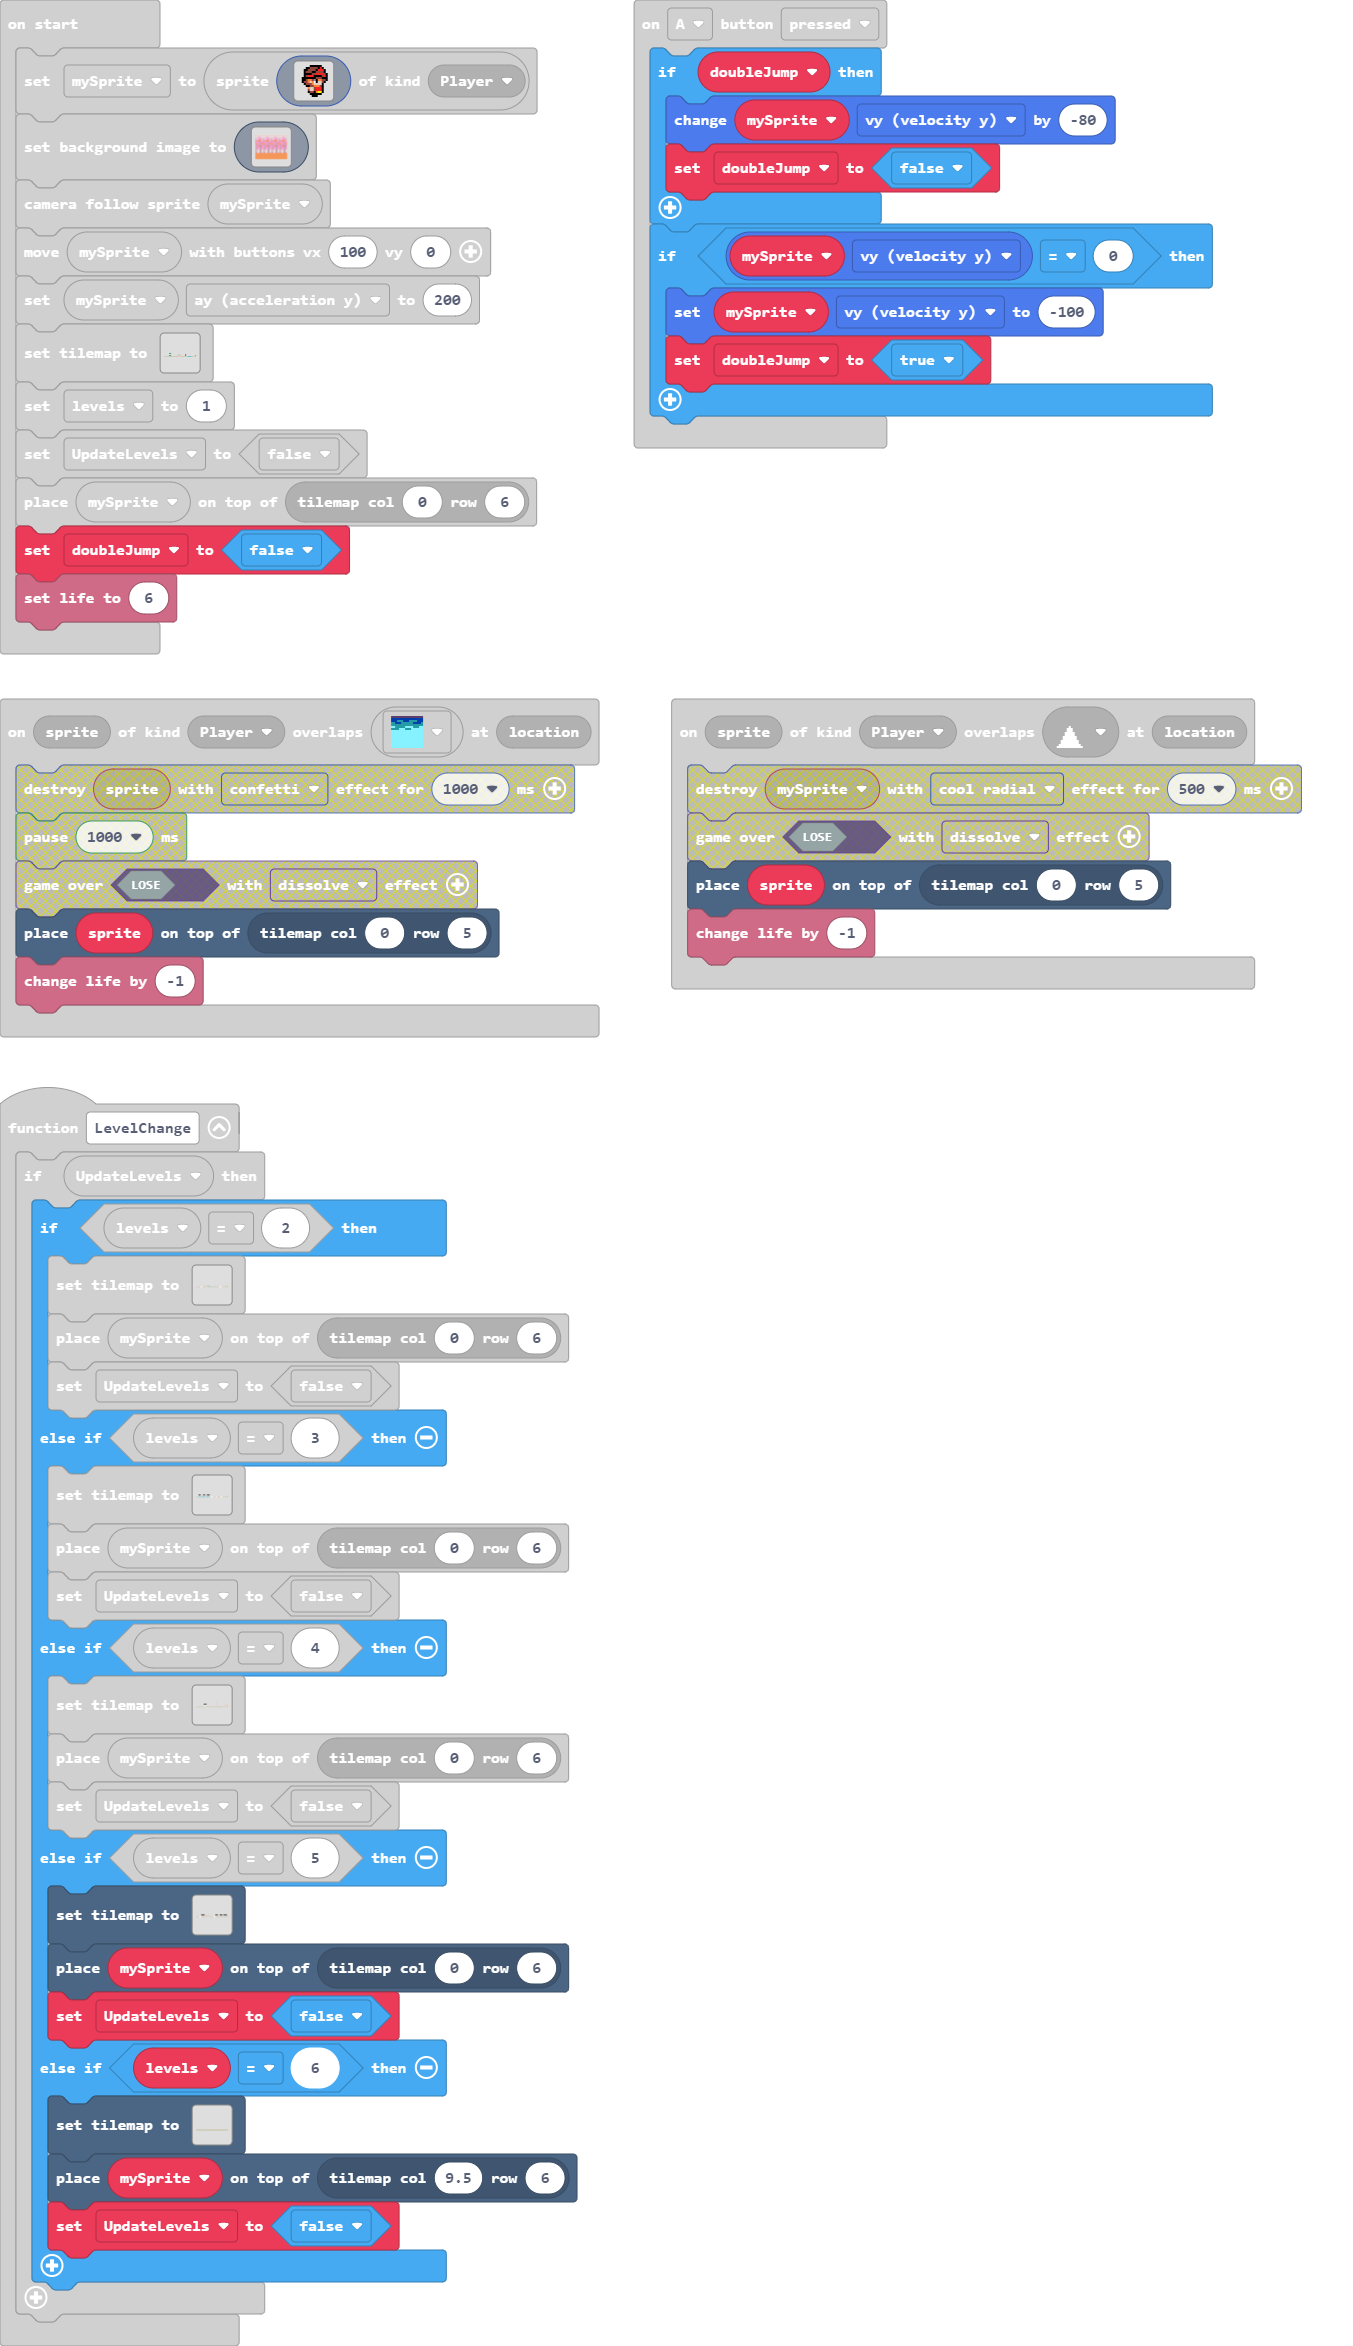 on start
set mySprite to sprite of kind Player
set background image to
camera follow sprite mySprite
move mySprite with buttons vx 100 vy 0
set mySprite ay (acceleration y) to 200
set tilemap to
set levels to 1
set UpdateLevels to false
place mySprite on top of tilemap col 0 row 6
set doubleJump to false
set life to 6
on A button pressed
if doubleJump then
change mySprite vy (velocity y) by -80
set doubleJump to false
if mySprite vy (velocity y) = 0 then
set mySprite vy (velocity y) to -100
set doubleJump to true
on sprite of kind Player overlaps at location
destroy sprite with confetti effect for 1000 ms
pause 1000 ms
game over LOSE with dissolve effect
place sprite on top of tilemap col 0 row 5
change life by -1
on sprite of kind Player overlaps at location
destroy mySprite with cool radial effect for 500 ms
game over LOSE with dissolve effect
place sprite on top of tilemap col 0 row 5
change life by -1
function LevelChange
if UpdateLevels then
if levels = 2 then
set tilemap to
place mySprite on top of tilemap col 0 row 6
set UpdateLevels to false
else if levels = 3 then
set tilemap to
place mySprite on top of tilemap col 0 row 6
set UpdateLevels to false
else if levels = 4 then
set tilemap to
place mySprite on top of tilemap col 0 row 6
set UpdateLevels to false
else if levels = 5 then
set tilemap to
place mySprite on top of tilemap col 0 row 6
set UpdateLevels to false
else if levels = 6 then
set tilemap to
place mySprite on top of tilemap col 9.5 row 6
set UpdateLevels to false